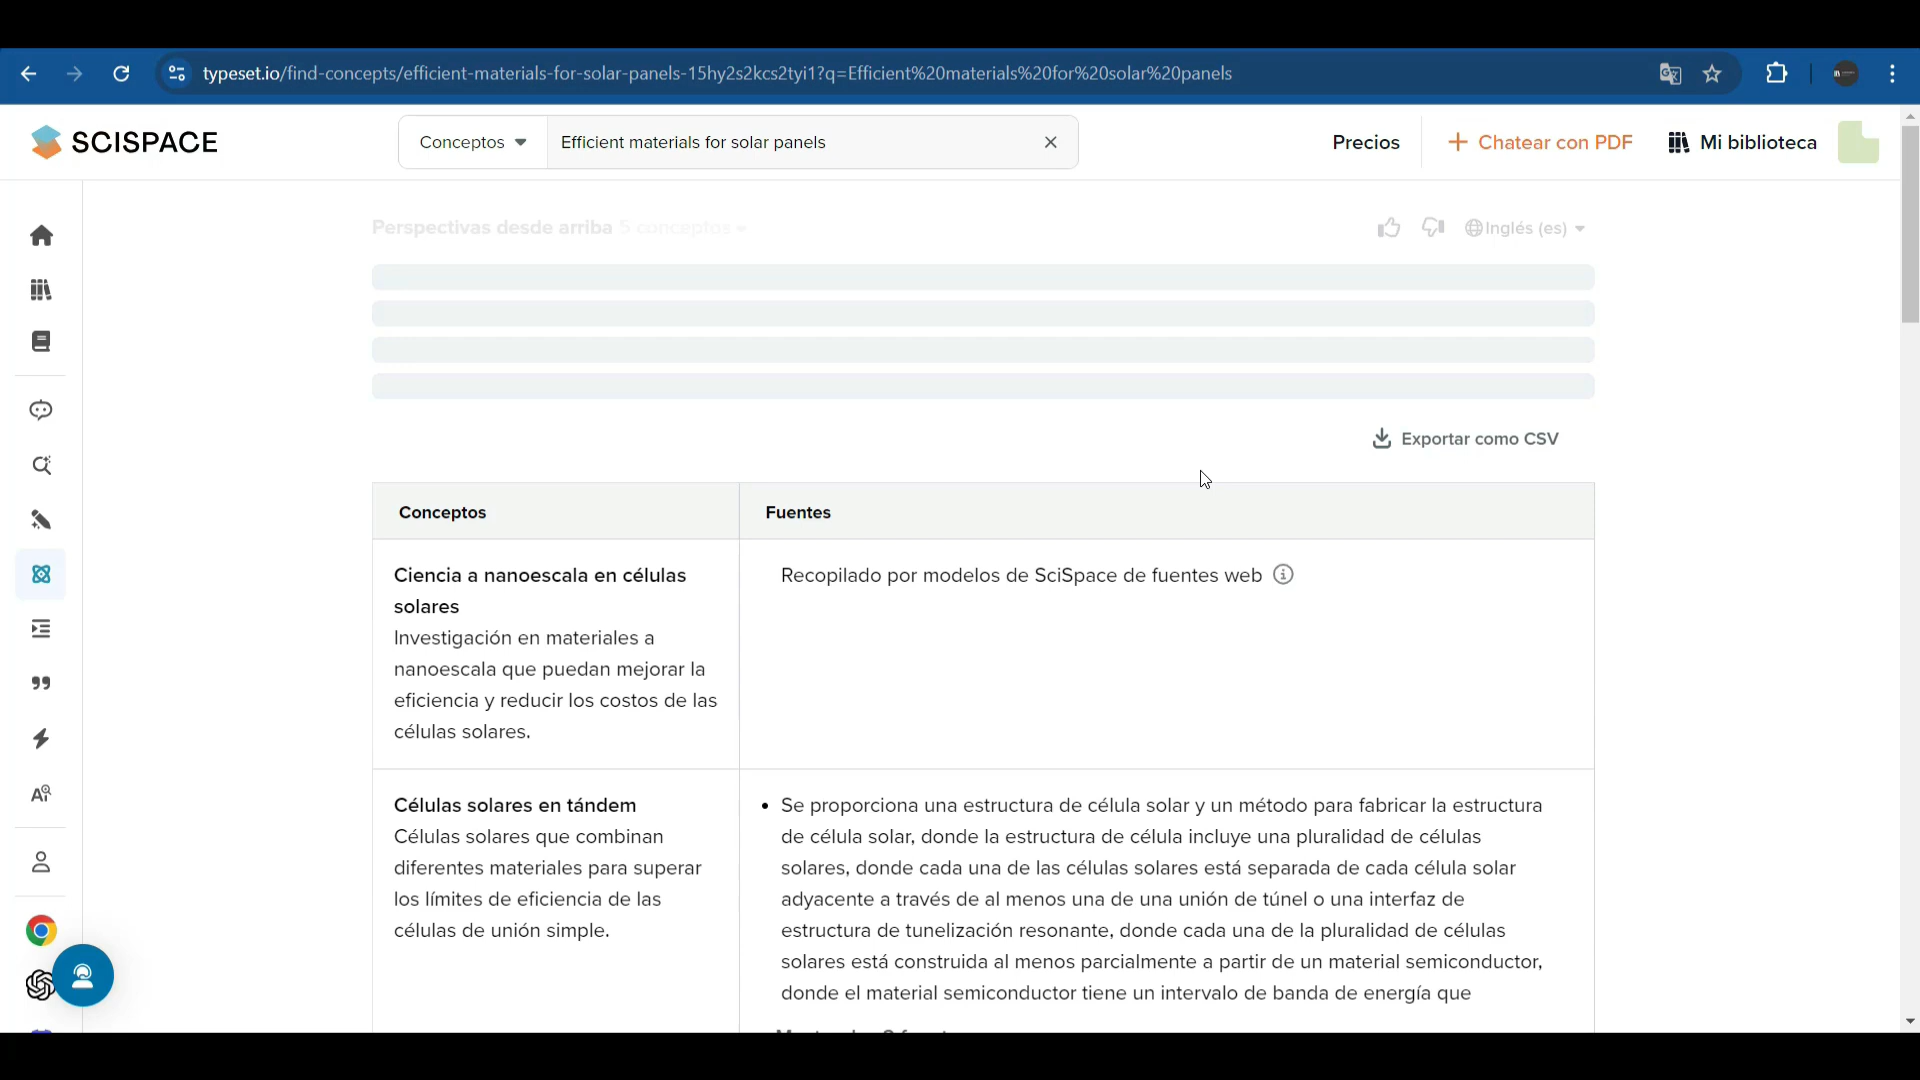 typeset.io/find-concepts/efficient-materials-for-solar-panels-15hy2s2kcs2tyi1?q=Efficient%20materials%20for%20solar%20panels
SCISPACE
Conceptos
Efficient materials for solar panels
Precios
Chatear con PDF
Mi biblioteca
Perspectivas desde arriba 5 conceptos
Inglés (es)
Exportar como CSV
Conceptos
Fuentes
Ciencia a nanoescala en células
solares
Investigación en materiales a
nanoescala que puedan mejorar la
eficiencia y reducir los costos de las
células solares.
Recopilado por modelos de SciSpace de fuentes web
Células solares en tándem
Células solares que combinan
diferentes materiales para superar
los límites de eficiencia de las
células de unión simple.
Se proporciona una estructura de célula solar y un método para fabricar la estructura
de célula solar, donde la estructura de célula incluye una pluralidad de células
solares, donde cada una de las células solares está separada de cada célula solar
adyacente a través de al menos una de una unión de túnel o una interfaz de
estructura de tunelización resonante, donde cada una de la pluralidad de células
solares está construida al menos parcialmente a partir de un material semiconductor,
donde el material semiconductor tiene un intervalo de banda de energía que